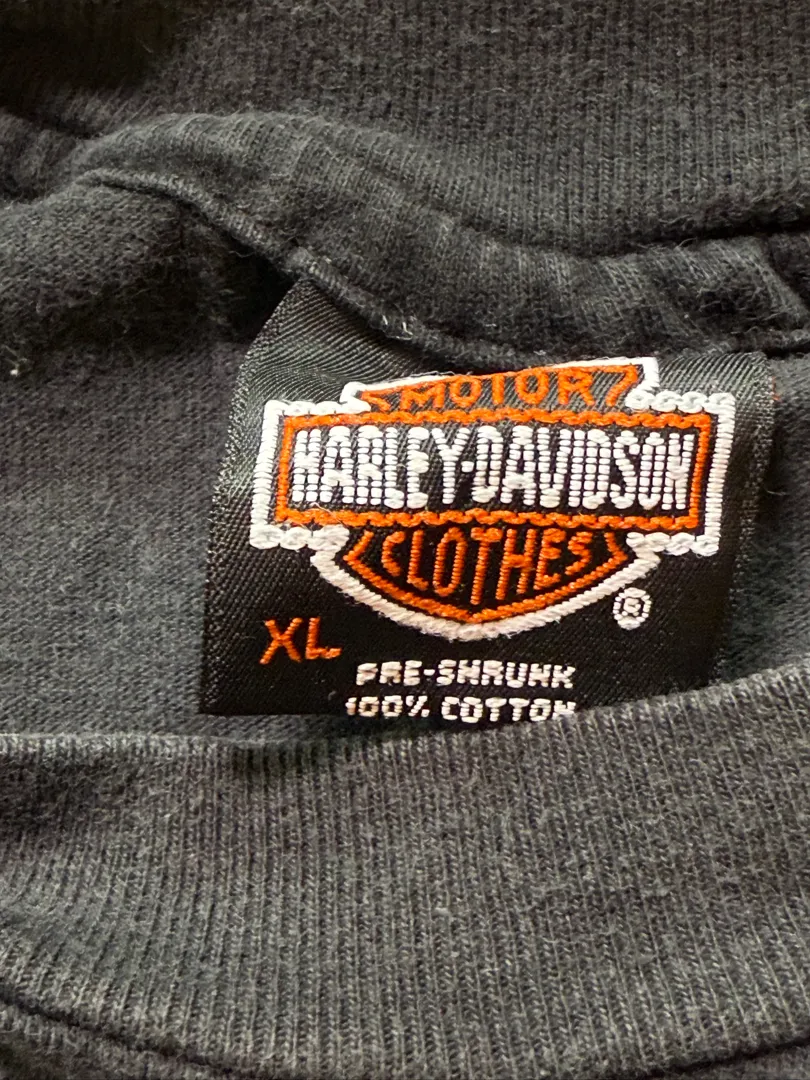 MOTOR
HARLEY-DAVIDSON
CLOTHES
®
XL
PRE-SHRUNK
100% COTTON